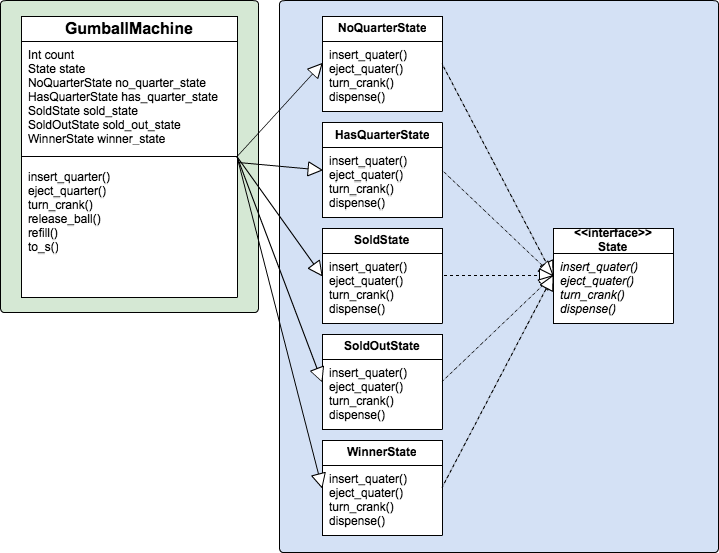 GumballMachine
Int count
State state
NoQuarterState no_quarter_state
HasQuarterState has_quarter_state
SoldState sold_state
SoldOutState sold_out_state
WinnerState winner_state
insert_quarter()
eject_quarter()
turn_crank()
release_ball()
refill()
to_s()
NoQuarterState
insert_quater()
eject_quater()
turn_crank()
dispense()
HasQuarterState
insert_quater()
eject_quater()
turn_crank()
dispense()
SoldState
insert_quater()
eject_quater()
turn_crank()
dispense()
SoldOutState
insert_quater()
eject_quater()
turn_crank()
dispense()
WinnerState
insert_quater()
eject_quater()
turn_crank()
dispense()
<<interface>>
State
insert_quater()
eject_quater()
turn_crank()
dispense()